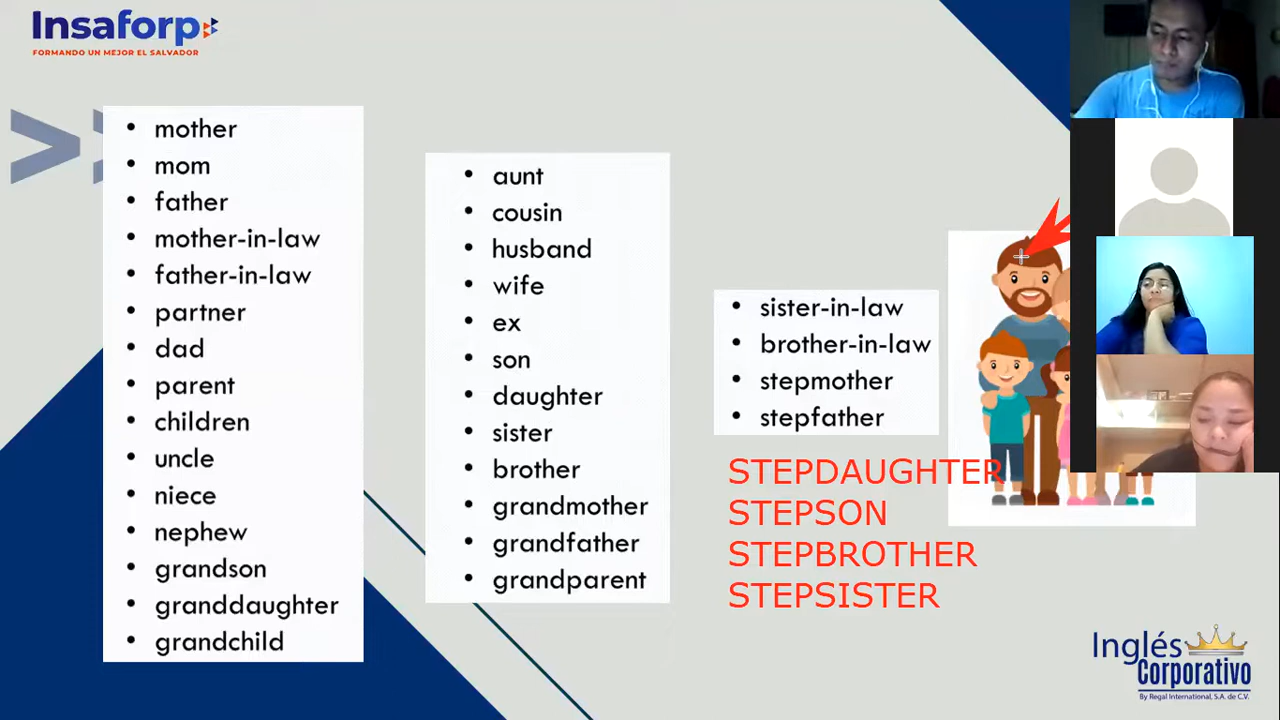 Insaforp
FORMANDO UN MEJOR EL SALVADOR
mother
mom
father
mother-in-law
father-in-law
partner
dad
parent
children
uncle
niece
nephew
grandson
granddaughter
grandchild
aunt
cousin
husband
wife
ex
son
daughter
sister
brother
grandmother
grandfather
grandparent
sister-in-law
brother-in-law
stepmother
stepfather
STEPDAUGHTER
STEPSON
STEPBROTHER
STEPSISTER
Inglés
Corporativo
By Regal International, S.A. de C.V.